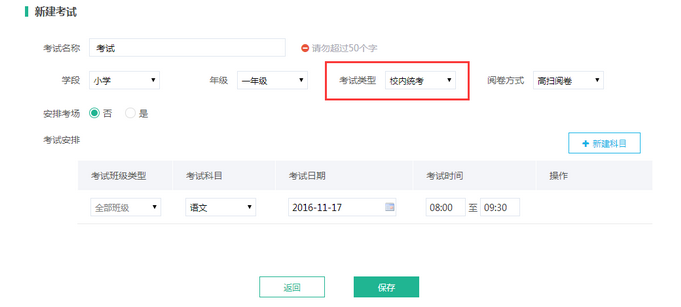 新建考试
考试名称 考试 请勿超过50个字
学段 小学 年级 一年级 考试类型 校内统考 阅卷方式 高扫阅卷
安排考场 否 是
考试安排 新建科目
考试班级类型 考试科目 考试日期 考试时间 操作
全部班级 语文 2016-11-17 08:00 至 09:30
返回 保存